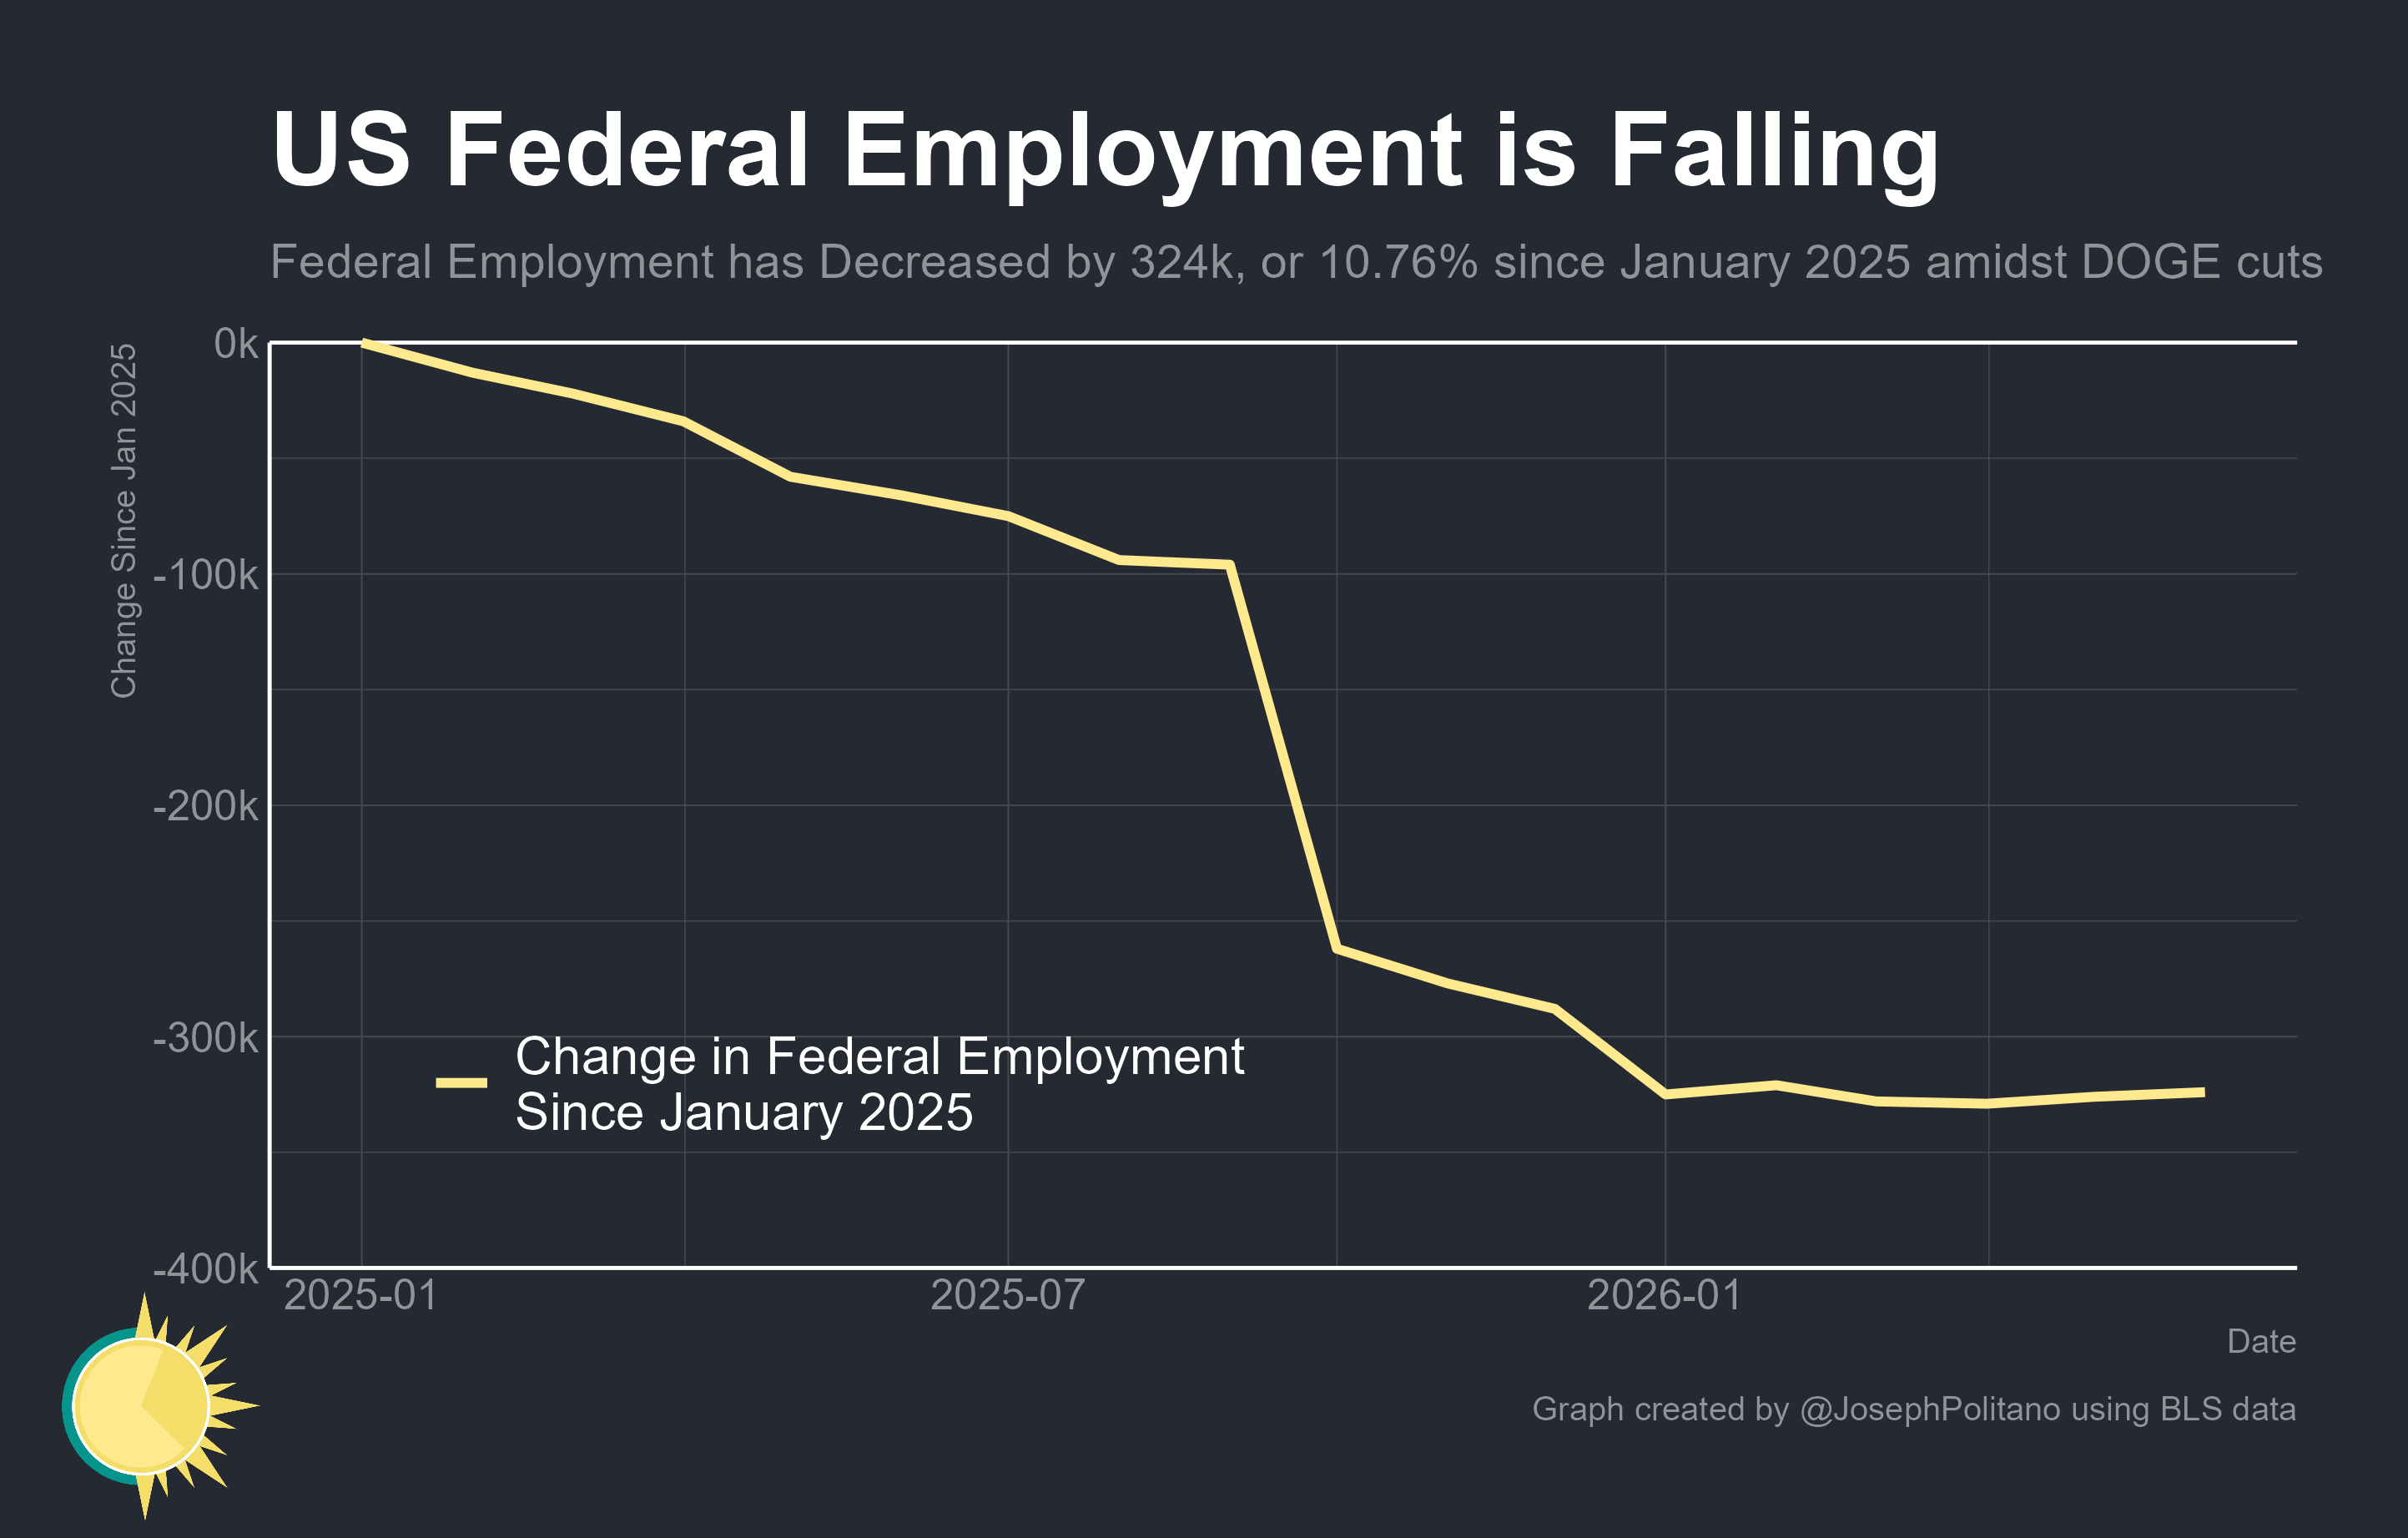 US Federal Employment is Falling
Federal Employment has Decreased by 324k, or 10.76% since January 2025 amidst DOGE cuts
Change Since Jan 2025
0k
-100k
-200k
-300k
-400k
Change in Federal Employment
Since January 2025
2025-01
2025-07
2026-01
Date
Graph created by @JosephPolitano using BLS data